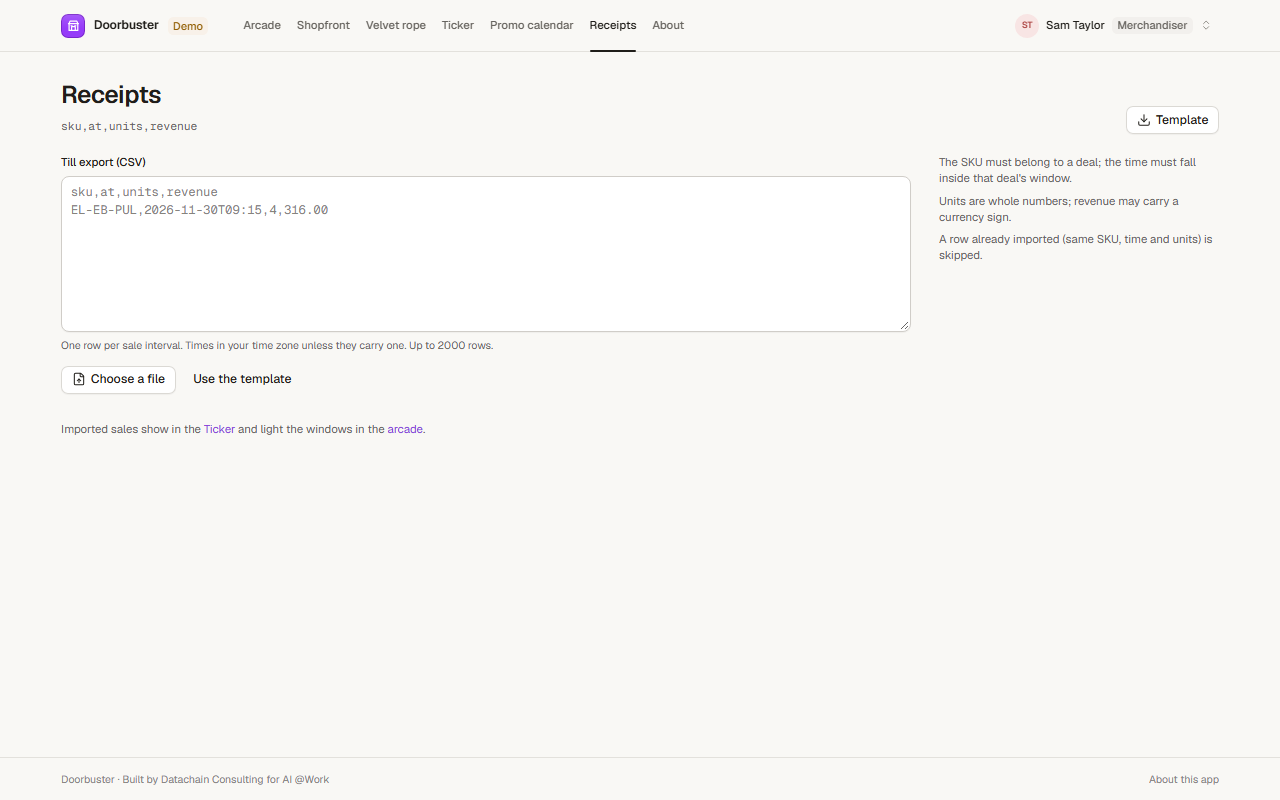 Doorbuster Demo Arcade Shopfront Velvet rope Ticker Promo calendar Receipts About ST Sam Taylor Merchandiser
Receipts
sku,at,units,revenue
Template
Till export (CSV)
sku,at,units,revenue
EL-EB-PUL,2026-11-30T09:15,4,316.00
One row per sale interval. Times in your time zone unless they carry one. Up to 2000 rows.
Choose a file Use the template
Imported sales show in the Ticker and light the windows in the arcade.
The SKU must belong to a deal; the time must fall
inside that deal's window.
Units are whole numbers; revenue may carry a
currency sign.
A row already imported (same SKU, time and units) is
skipped.
Doorbuster · Built by Datachain Consulting for AI @Work
About this app